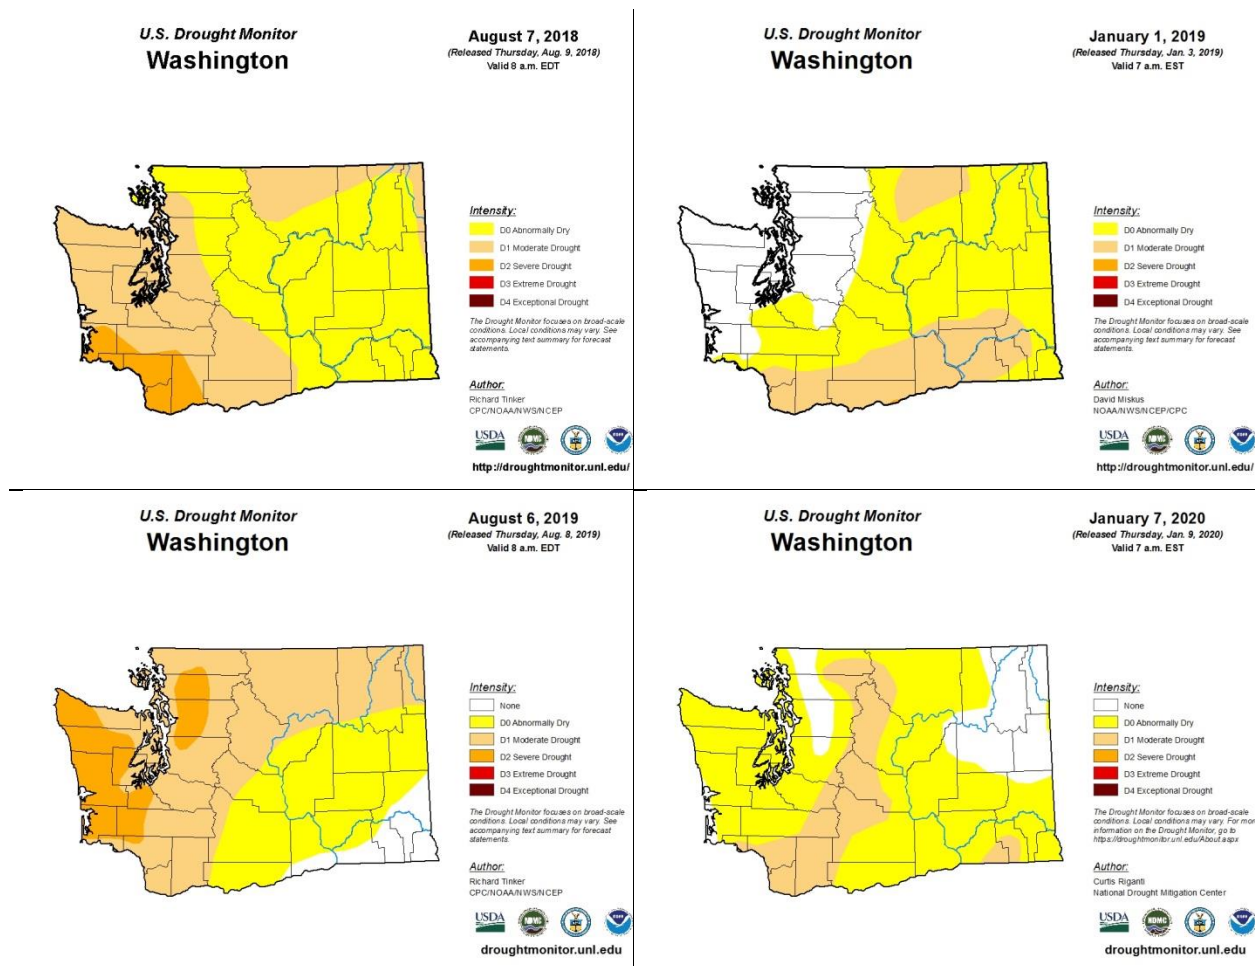 U.S. Drought Monitor
Washington
August 7, 2018
(Released Thursday, Aug. 9, 2018)
Valid 8 a.m. EDT
Intensity:
D0 Abnormally Dry
D1 Moderate Drought
D2 Severe Drought
D3 Extreme Drought
D4 Exceptional Drought
The Drought Monitor focuses on broad-scale
conditions. Local conditions may vary. See
accompanying text summary for forecast
statements.
Author:
Richard Tinker
CPC/NOAA/NWS/NCEP
USDA
NDMC
http://droughtmonitor.unl.edu/
U.S. Drought Monitor
Washington
January 1, 2019
(Released Thursday, Jan. 3, 2019)
Valid 7 a.m. EST
Intensity:
D0 Abnormally Dry
D1 Moderate Drought
D2 Severe Drought
D3 Extreme Drought
D4 Exceptional Drought
The Drought Monitor focuses on broad-scale
conditions. Local conditions may vary. See
accompanying text summary for forecast
statements.
Author:
David Miskus
NOAA/NWS/NCEP/CPC
USDA
NDMC
http://droughtmonitor.unl.edu/
U.S. Drought Monitor
Washington
August 6, 2019
(Released Thursday, Aug. 8, 2019)
Valid 8 a.m. EDT
Intensity:
None
D0 Abnormally Dry
D1 Moderate Drought
D2 Severe Drought
D3 Extreme Drought
D4 Exceptional Drought
The Drought Monitor focuses on broad-scale
conditions. Local conditions may vary. See
accompanying text summary for forecast
statements.
Author:
Richard Tinker
CPC/NOAA/NWS/NCEP
USDA
NDMC
droughtmonitor.unl.edu
U.S. Drought Monitor
Washington
January 7, 2020
(Released Thursday, Jan. 9, 2020)
Valid 7 a.m. EST
Intensity:
None
D0 Abnormally Dry
D1 Moderate Drought
D2 Severe Drought
D3 Extreme Drought
D4 Exceptional Drought
The Drought Monitor focuses on broad-scale
conditions. Local conditions may vary. For more
information on the Drought Monitor, go to
https://droughtmonitor.unl.edu/About.aspx
Author:
Curtis Riganti
National Drought Mitigation Center
USDA
NDMC
droughtmonitor.unl.edu